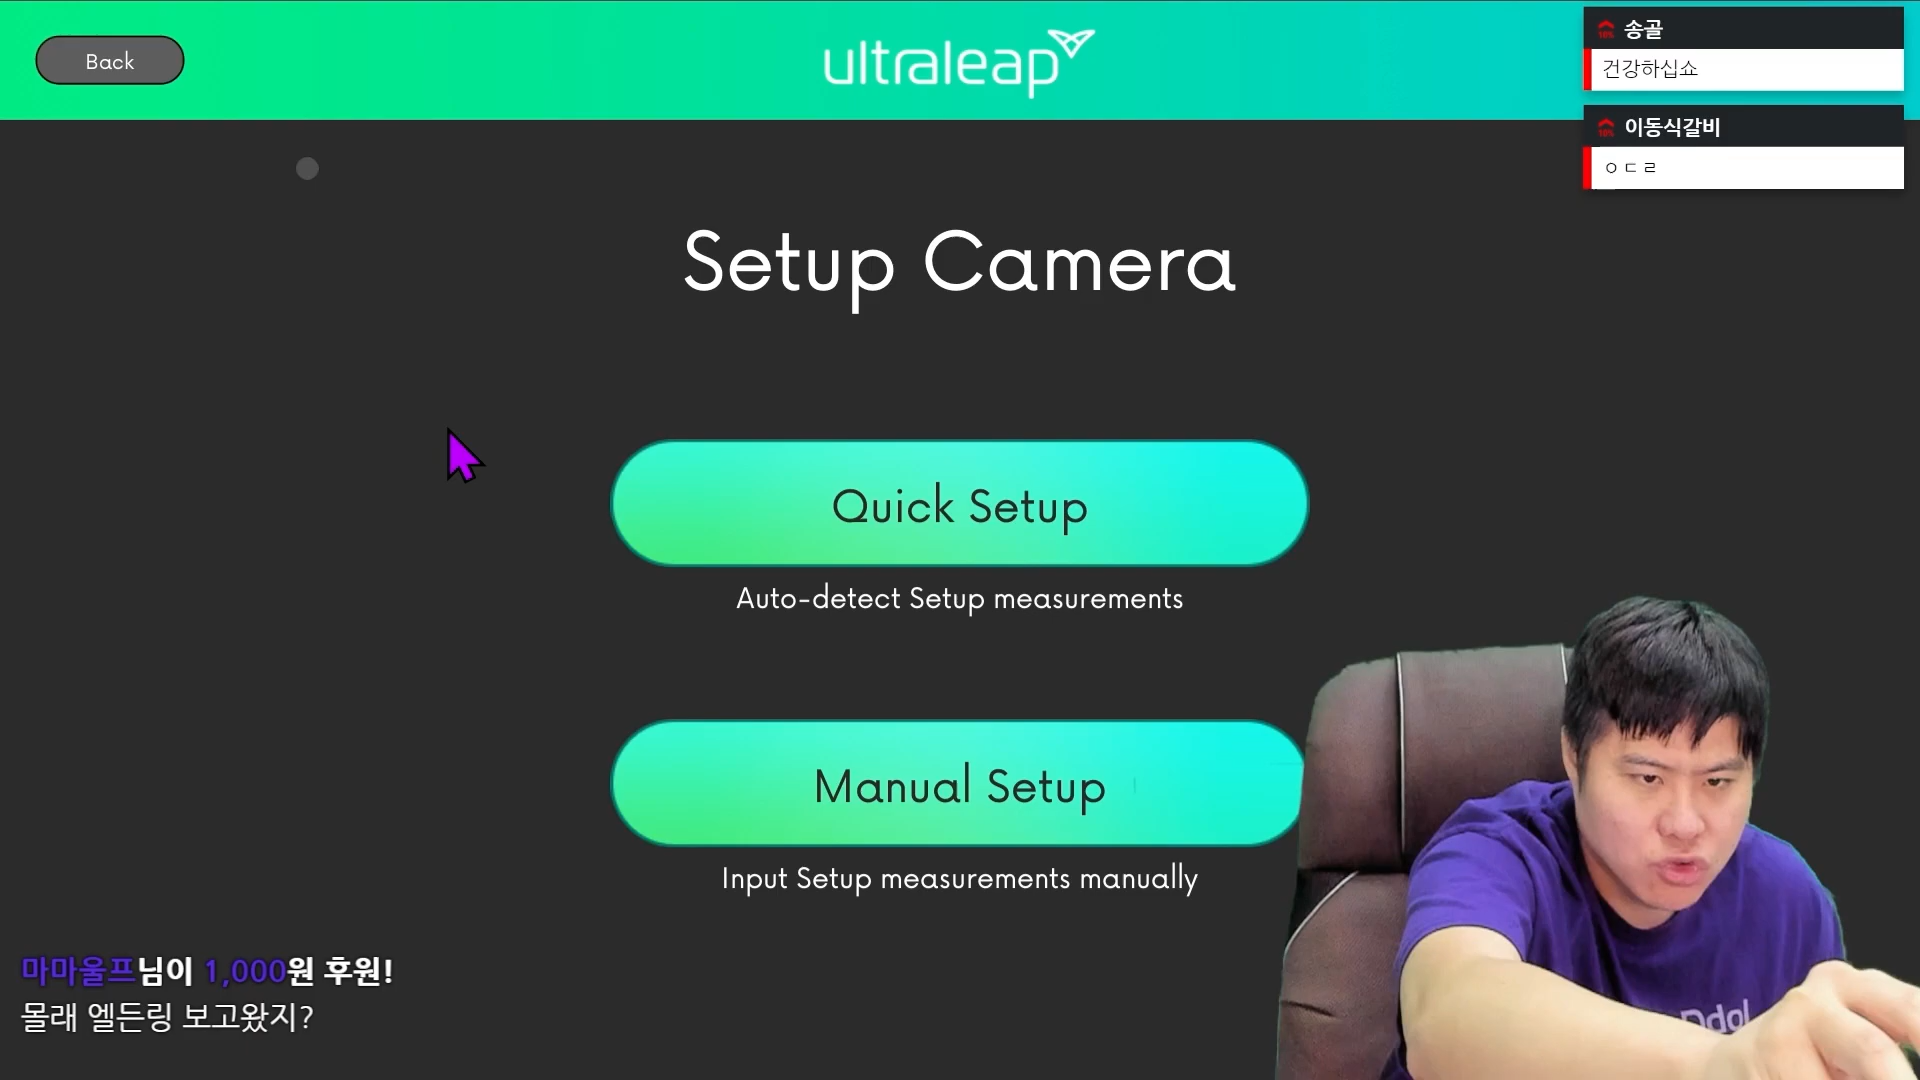 Back
ultraleap
송골
건강하십쇼
이동식갈비
ㅇㄷㄹ
Setup Camera
Quick Setup
Auto-detect Setup measurements
Manual Setup
Input Setup measurements manually
마마울프님이 1,000원 후원!
몰래 엘든링 보고왔지?